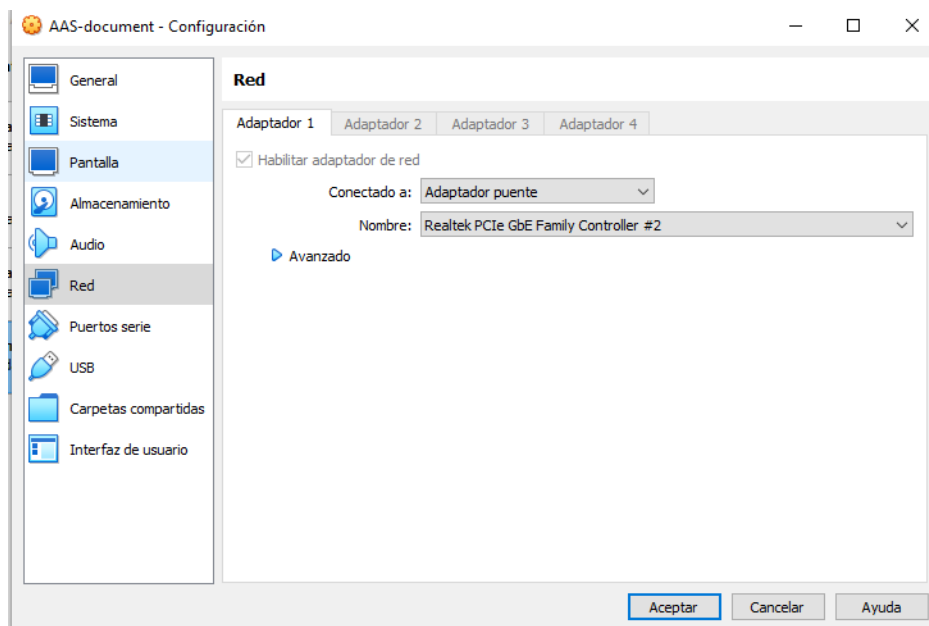 AAS-document - Configuración
General
Sistema
Pantalla
Almacenamiento
Audio
Red
Puertos serie
USB
Carpetas compartidas
Interfaz de usuario
Red
Adaptador 1 Adaptador 2 Adaptador 3 Adaptador 4
Habilitar adaptador de red
Conectado a: Adaptador puente
Nombre: Realtek PCIe GbE Family Controller #2
Avanzado
Aceptar Cancelar Ayuda